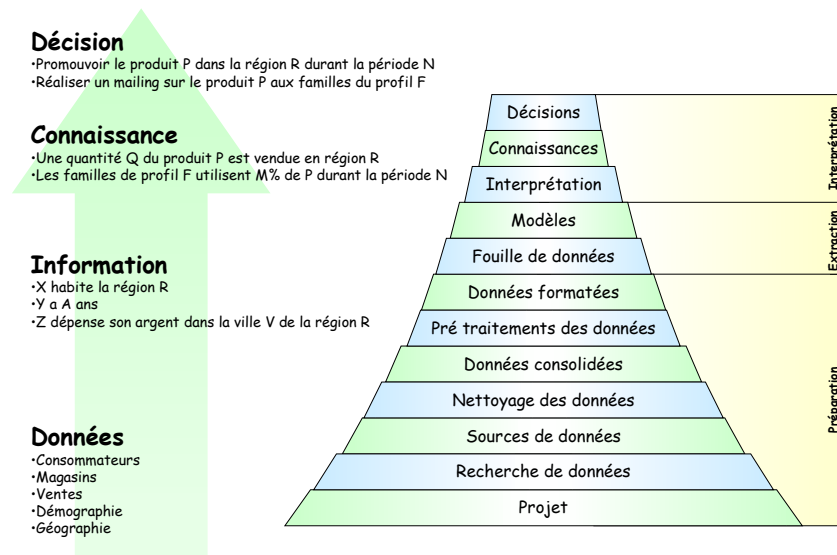 Décision
•Promouvoir le produit P dans la région R durant la période N
•Réaliser un mailing sur le produit P aux familles du profil F
Connaissance
•Une quantité Q du produit P est vendue en région R
•Les familles de profil F utilisent M% de P durant la période N
Information
•X habite la région R
•Y a A ans
•Z dépense son argent dans la ville V de la région R
Données
•Consommateurs
•Magasins
•Ventes
•Démographie
•Géographie
Décisions
Connaissances
Interprétation
Modèles
Fouille de données
Données formatées
Pré traitements des données
Données consolidées
Nettoyage des données
Sources de données
Recherche de données
Projet
Interprétation
Extraction
Préparation